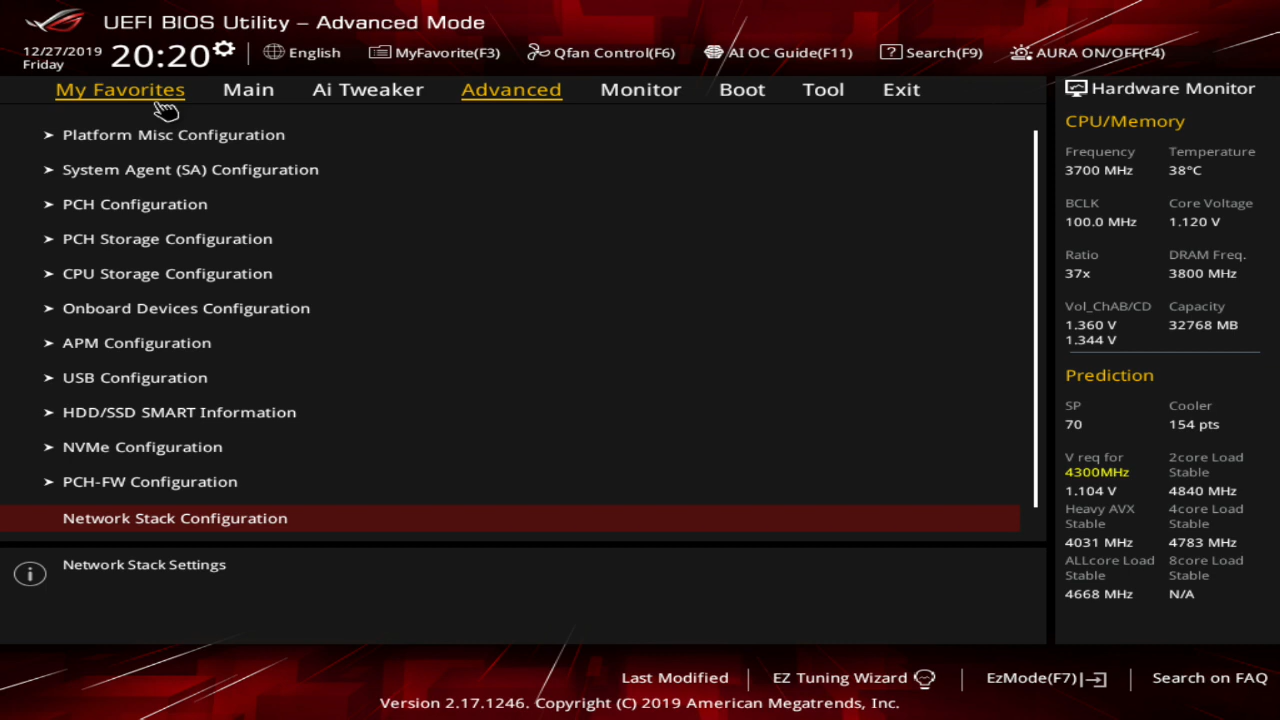 UEFI BIOS Utility – Advanced Mode
12/27/2019
Friday
20:20
English
MyFavorite(F3)
Qfan Control(F6)
AI OC Guide(F11)
Search(F9)
AURA ON/OFF(F4)
My Favorites Main Ai Tweaker Advanced Monitor Boot Tool Exit
Platform Misc Configuration
System Agent (SA) Configuration
PCH Configuration
PCH Storage Configuration
CPU Storage Configuration
Onboard Devices Configuration
APM Configuration
USB Configuration
HDD/SSD SMART Information
NVMe Configuration
PCH-FW Configuration
Network Stack Configuration
Network Stack Settings
Hardware Monitor
CPU/Memory
Frequency Temperature
3700 MHz 38°C
BCLK Core Voltage
100.0 MHz 1.120 V
Ratio DRAM Freq.
37x 3800 MHz
Vol_ChAB/CD Capacity
1.360 V 32768 MB
1.344 V
Prediction
SP Cooler
70 154 pts
V req for 2core Load
4300MHz Stable
1.104 V 4840 MHz
Heavy AVX 4core Load
Stable Stable
4031 MHz 4783 MHz
ALLcore Load 8core Load
Stable Stable
4668 MHz N/A
Last Modified
EZ Tuning Wizard
EzMode(F7)
Search on FAQ
Version 2.17.1246. Copyright (C) 2019 American Megatrends, Inc.